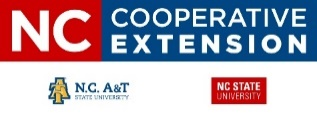 NC COOPERATIVE
EXTENSION
N.C. A&T
STATE UNIVERSITY
NC STATE
UNIVERSITY